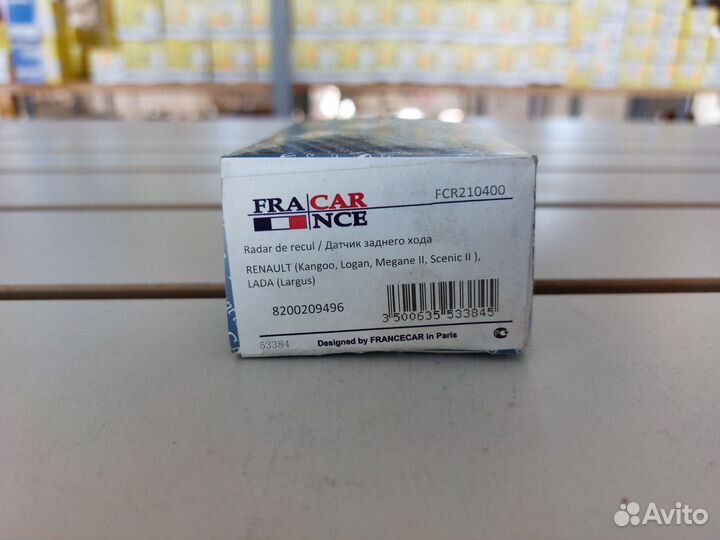 FRA CAR
NCE
FCR210400
Radar de recul / Датчик заднего хода
RENAULT (Kangoo, Logan, Megane II, Scenic II ),
LADA (Largus)
8200209496
3 500635 533845
53384
Designed by FRANCECAR in Paris
Avito